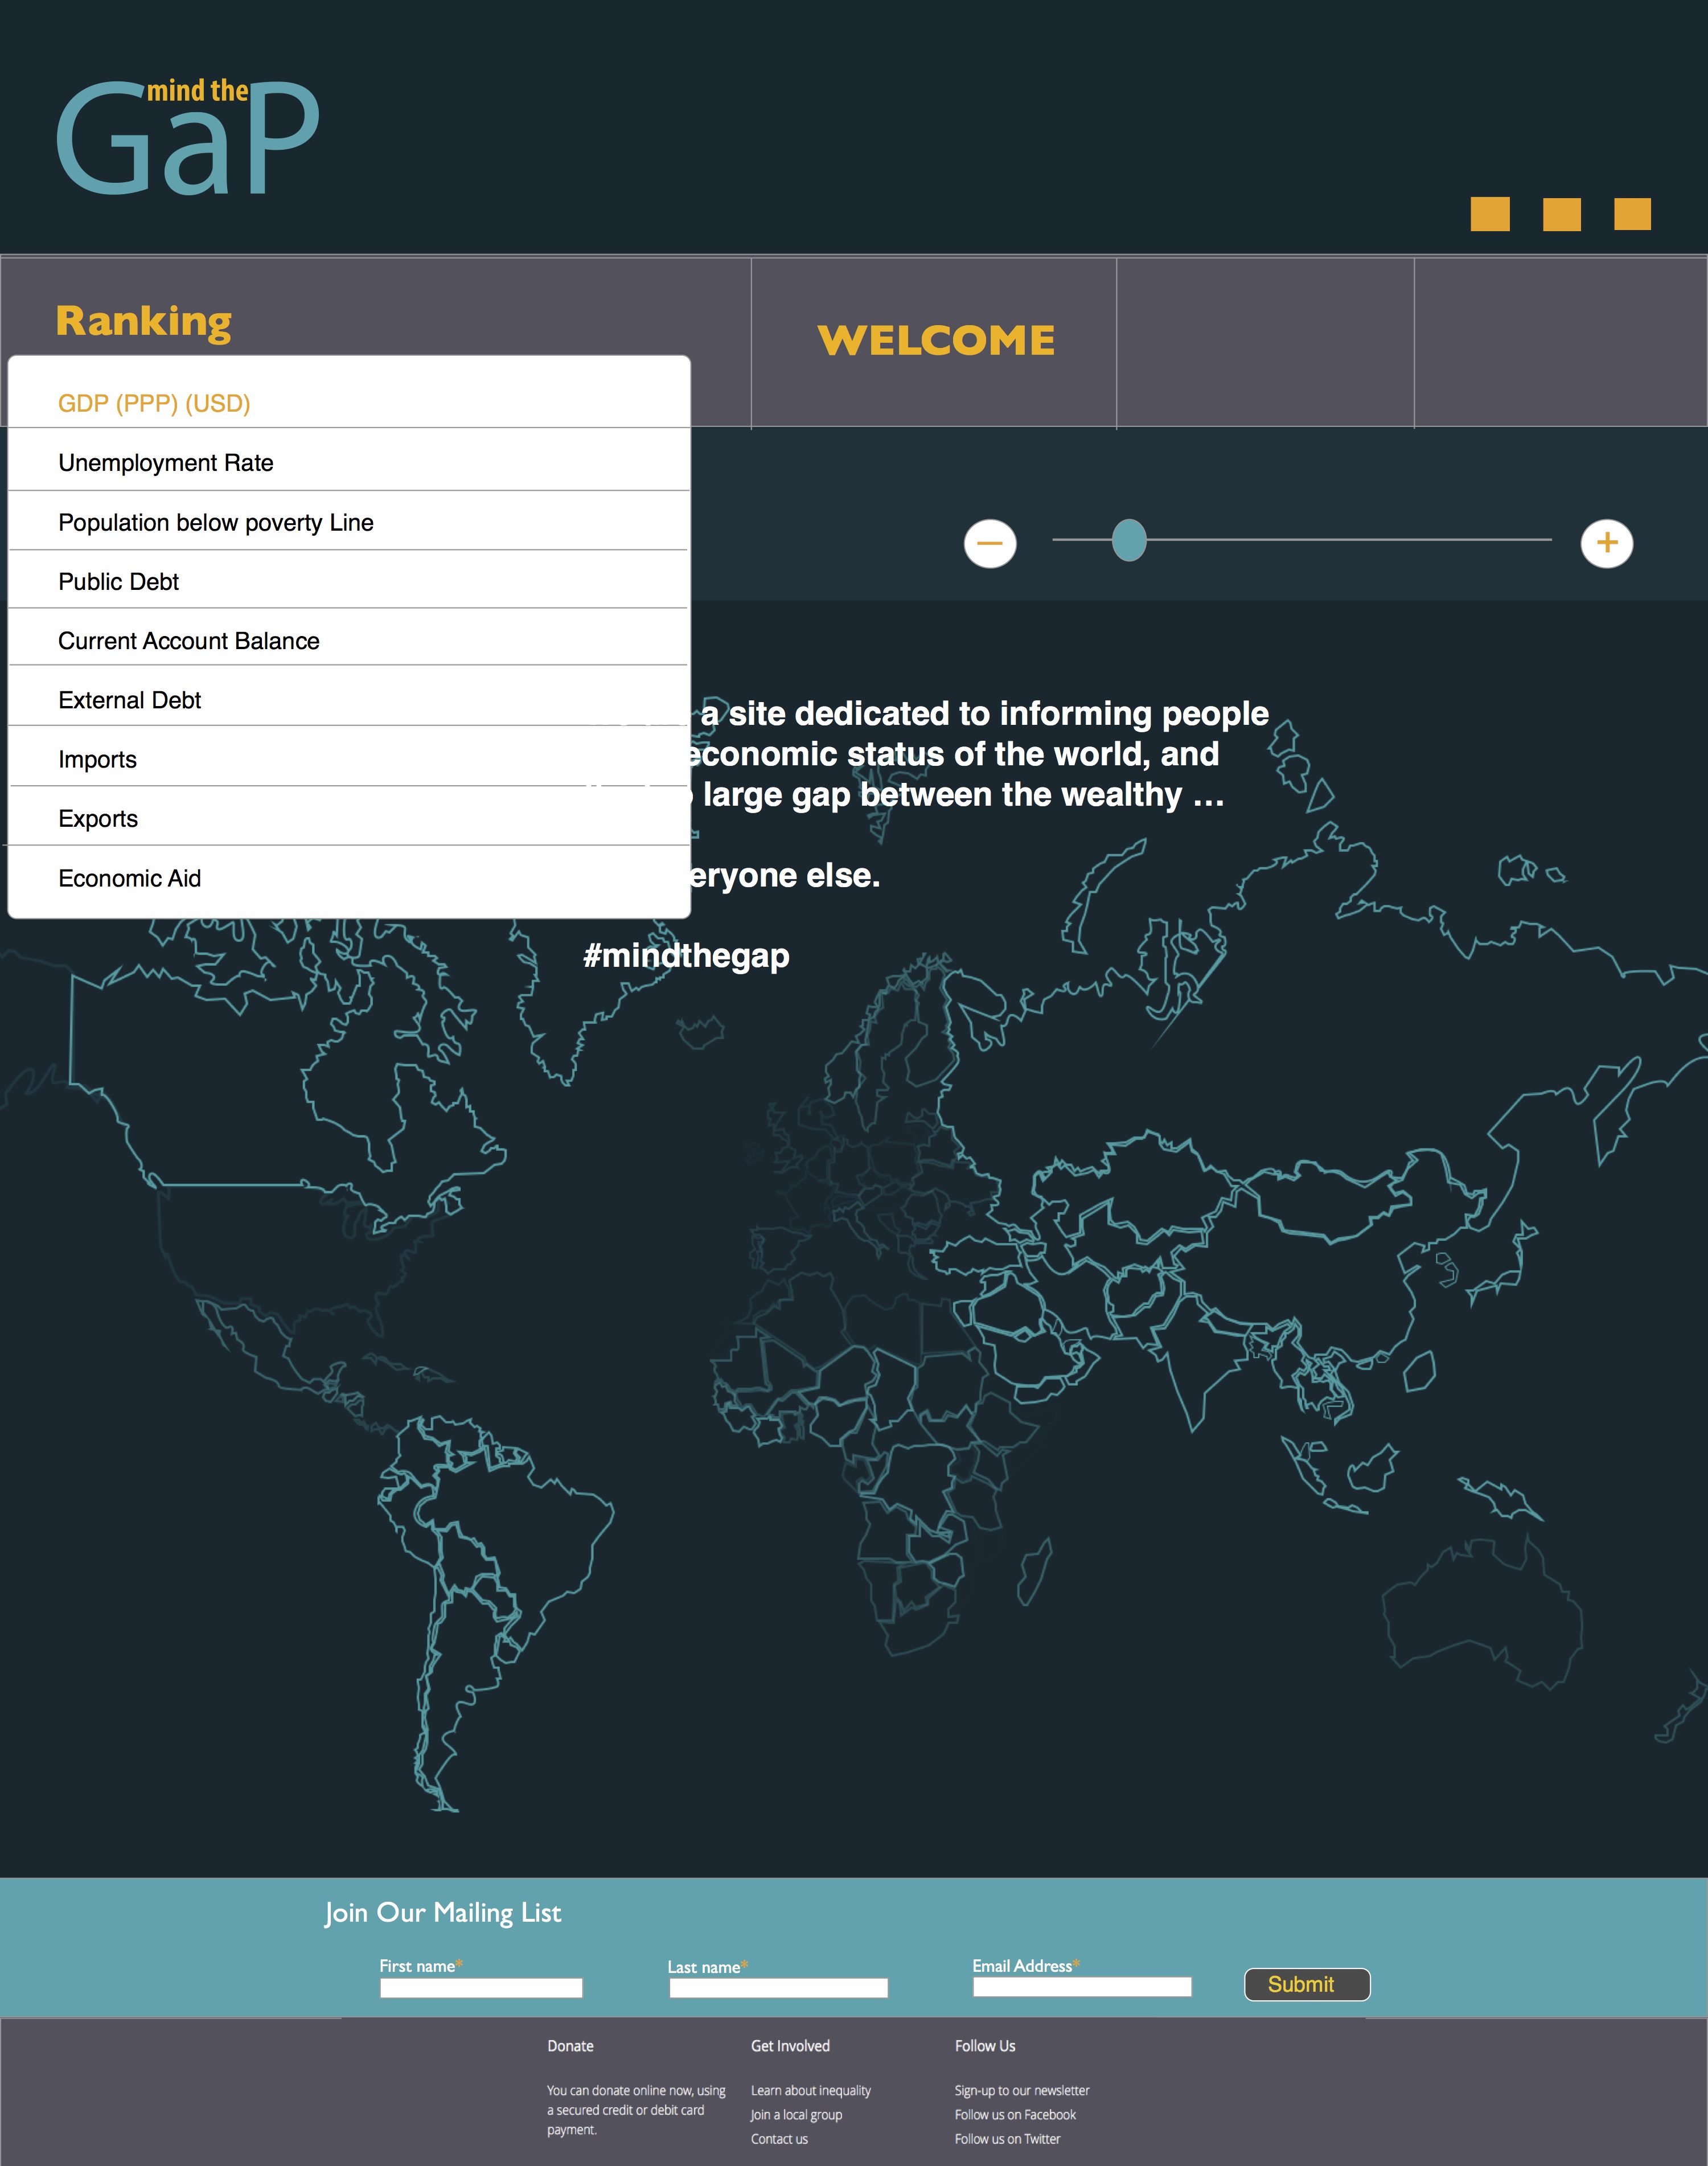 mind the
GaP
Ranking
WELCOME
GDP (PPP) (USD)
Unemployment Rate
Population below poverty Line
Public Debt
Current Account Balance
External Debt
Imports
Exports
Economic Aid
a site dedicated to informing people
economic status of the world, and
large gap between the wealthy …
eryone else.
#mindthegap
Join Our Mailing List
First name*
Last name*
Email Address*
Submit
Donate
You can donate online now, using
a secured credit or debit card
payment.
Get Involved
Learn about inequality
Join a local group
Contact us
Follow Us
Sign-up to our newsletter
Follow us on Facebook
Follow us on Twitter